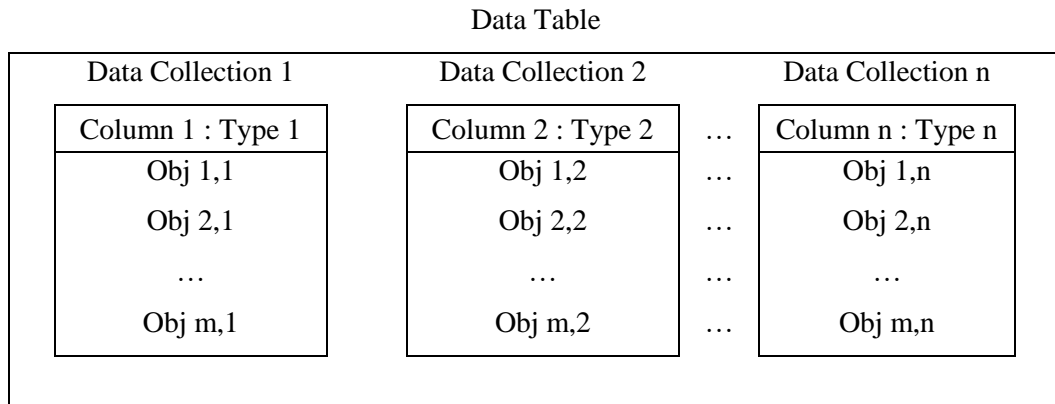 Data Table
Data Collection 1 Data Collection 2 Data Collection n
Column 1 : Type 1 Column 2 : Type 2 … Column n : Type n
Obj 1,1 Obj 1,2 … Obj 1,n
Obj 2,1 Obj 2,2 … Obj 2,n
… … … …
Obj m,1 Obj m,2 … Obj m,n